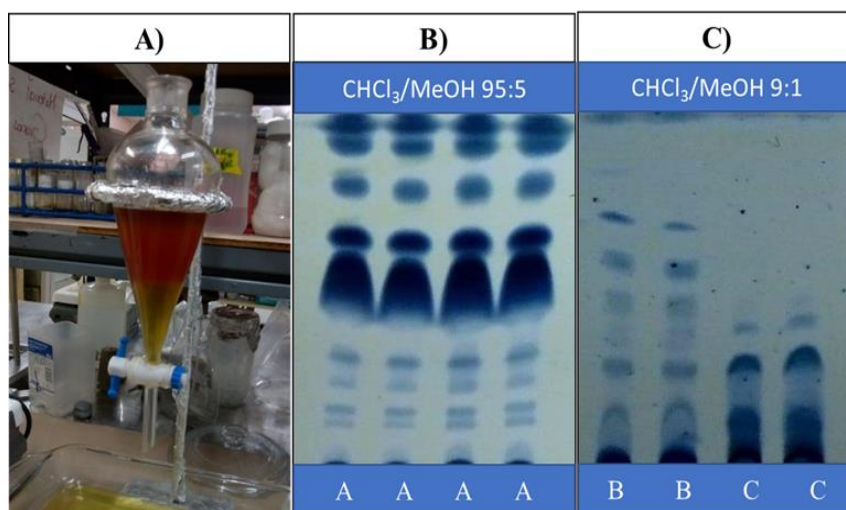 A)
B)
C)
CHCl₃/MeOH 95:5
CHCl₃/MeOH 9:1
A A A A
B B C C